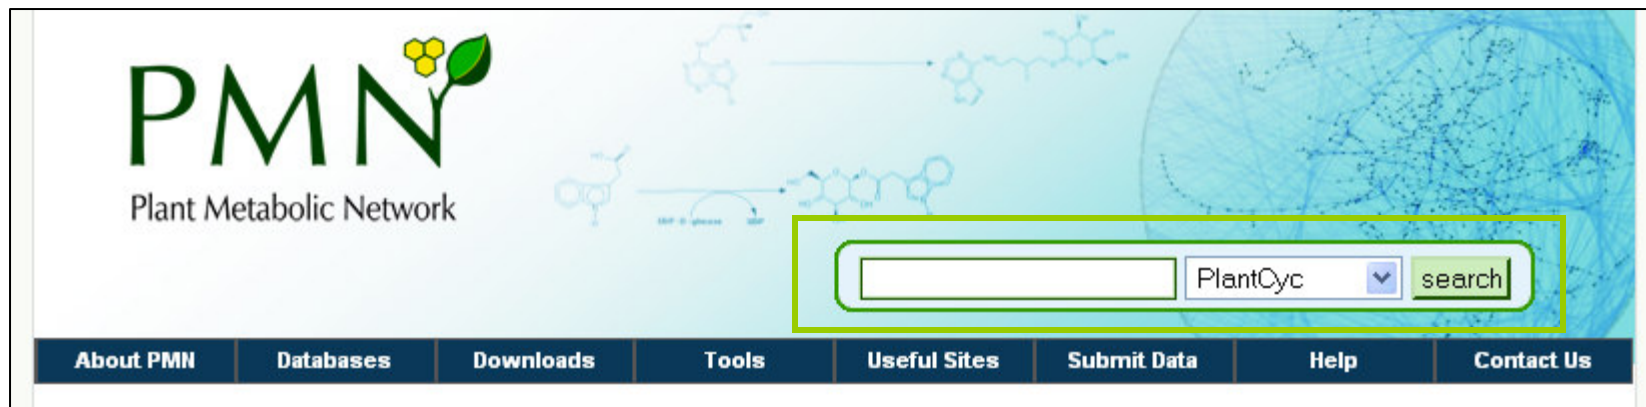 PMN
Plant Metabolic Network
PlantCyc
search
About PMN Databases Downloads Tools Useful Sites Submit Data Help Contact Us